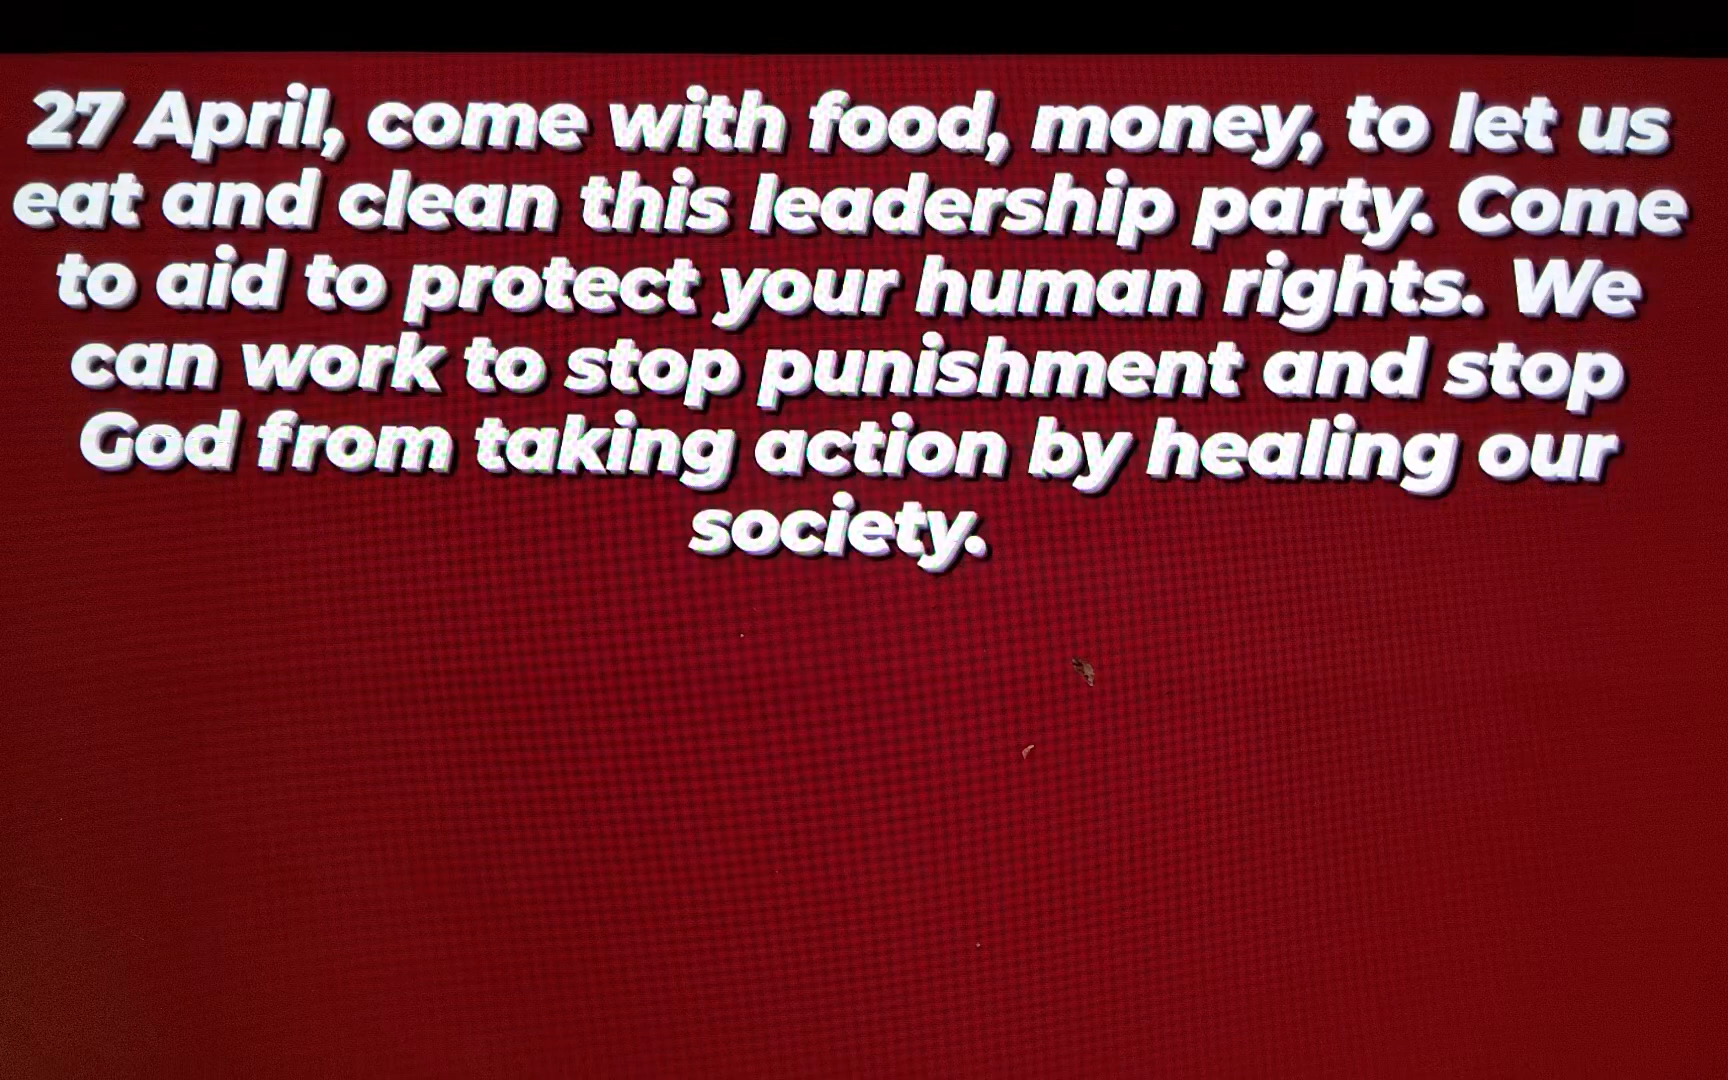 27 April, come with food, money, to let us
eat and clean this leadership party. Come
to aid to protect your human rights. We
can work to stop punishment and stop
God from taking action by healing our
society.